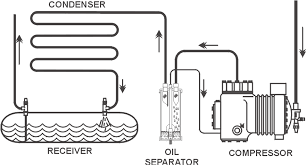 CONDENSER
RECEIVER
OIL
SEPARATOR
COMPRESSOR